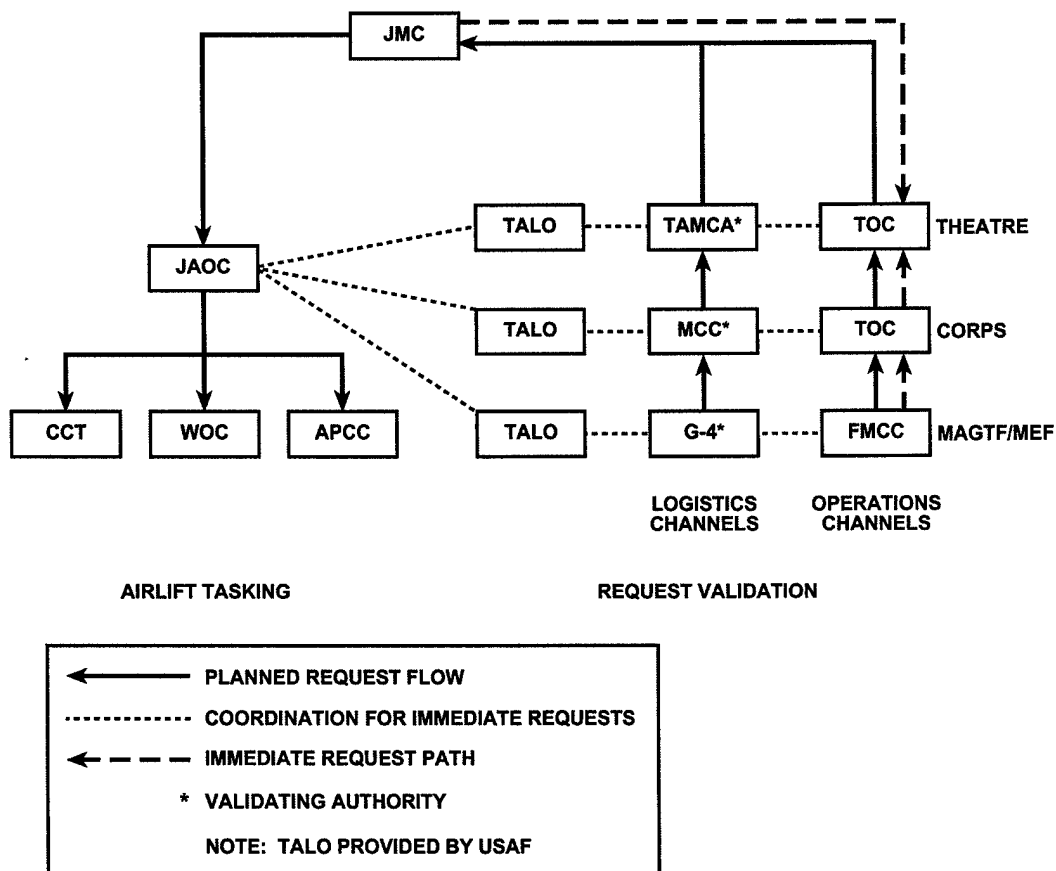 JMC
TALO TAMCA* TOC THEATRE
JAOC
TALO MCC* TOC CORPS
CCT WOC APCC TALO G-4* FMCC MAGTF/MEF
LOGISTICS CHANNELS
OPERATIONS CHANNELS
AIRLIFT TASKING REQUEST VALIDATION
PLANNED REQUEST FLOW
COORDINATION FOR IMMEDIATE REQUESTS
IMMEDIATE REQUEST PATH
* VALIDATING AUTHORITY
NOTE: TALO PROVIDED BY USAF